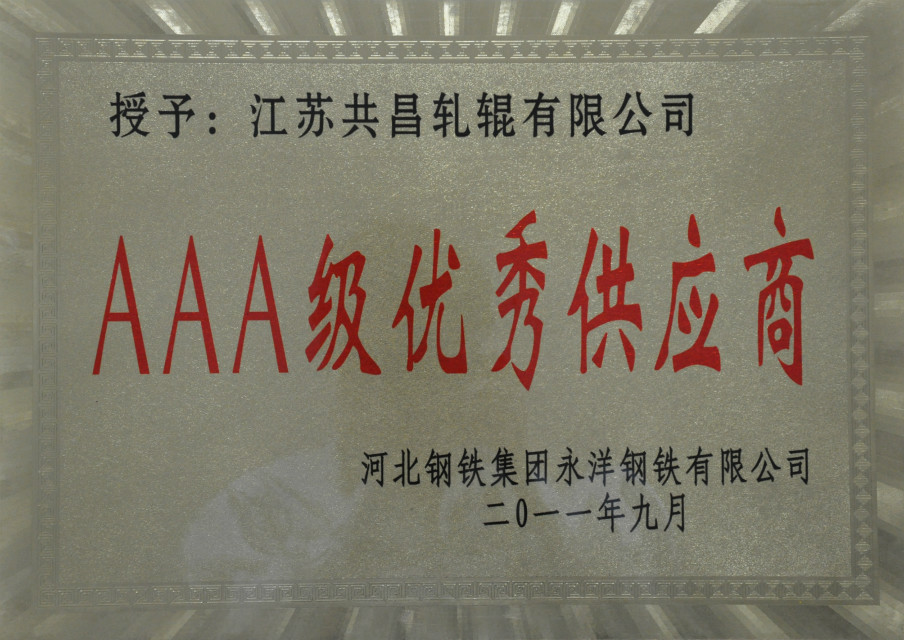 授予：江苏共昌轧辊有限公司
AAA级优秀供应商
河北钢铁集团永洋钢铁有限公司
二0一一年九月